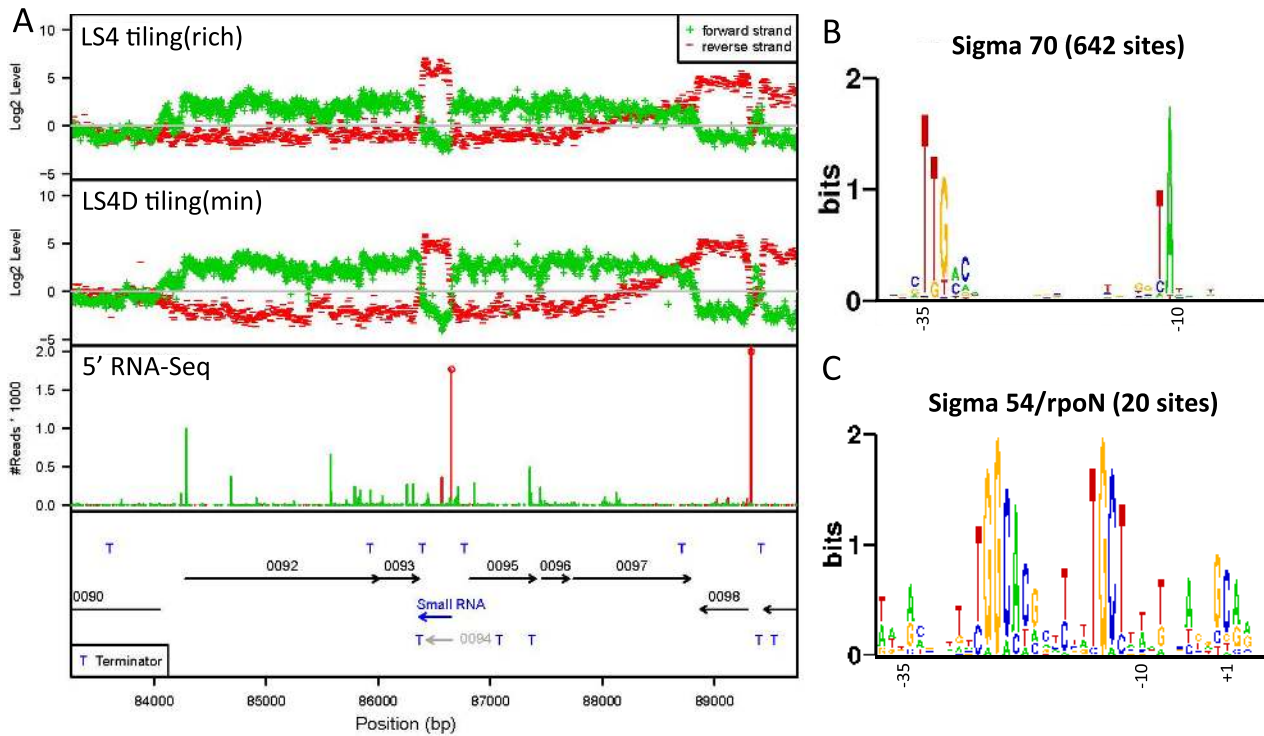 A
LS4 tiling(rich)
+ forward strand
- reverse strand
Log2 Level
10
5
0
-5
LS4D tiling(min)
Log2 Level
10
5
0
-5
5' RNA-Seq
#Reads * 1000
2.0
1.5
1.0
0.5
0.0
T T T T T T
0092 0093 0095 0096 0097
0090 0098
Small RNA
T 0094 T T T T
T Terminator
84000 85000 86000 87000 88000 89000
Position (bp)
B
Sigma 70 (642 sites)
bits
2
1
0
-35 -10
C
Sigma 54/rpoN (20 sites)
bits
2
1
0
-35 -10 +1